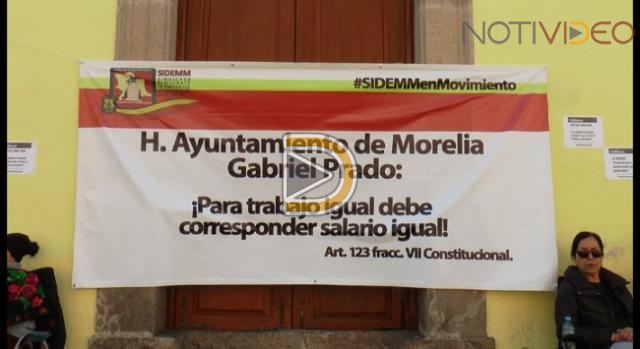 NOTIVIDEO
SIDEMM
#SIDEMMenMovimiento
H. Ayuntamiento de Morelia
Gabriel Prado:
¡Para trabajo igual debe
corresponder salario igual!
Art. 123 fracc. VII Constitucional.